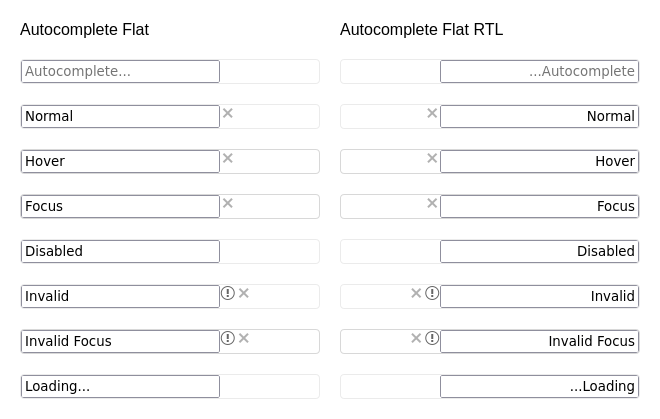 Autocomplete Flat
Autocomplete...
Normal
Hover
Focus
Disabled
Invalid
Invalid Focus
Loading...
Autocomplete Flat RTL
...Autocomplete
Normal
Hover
Focus
Disabled
Invalid
Invalid Focus
...Loading